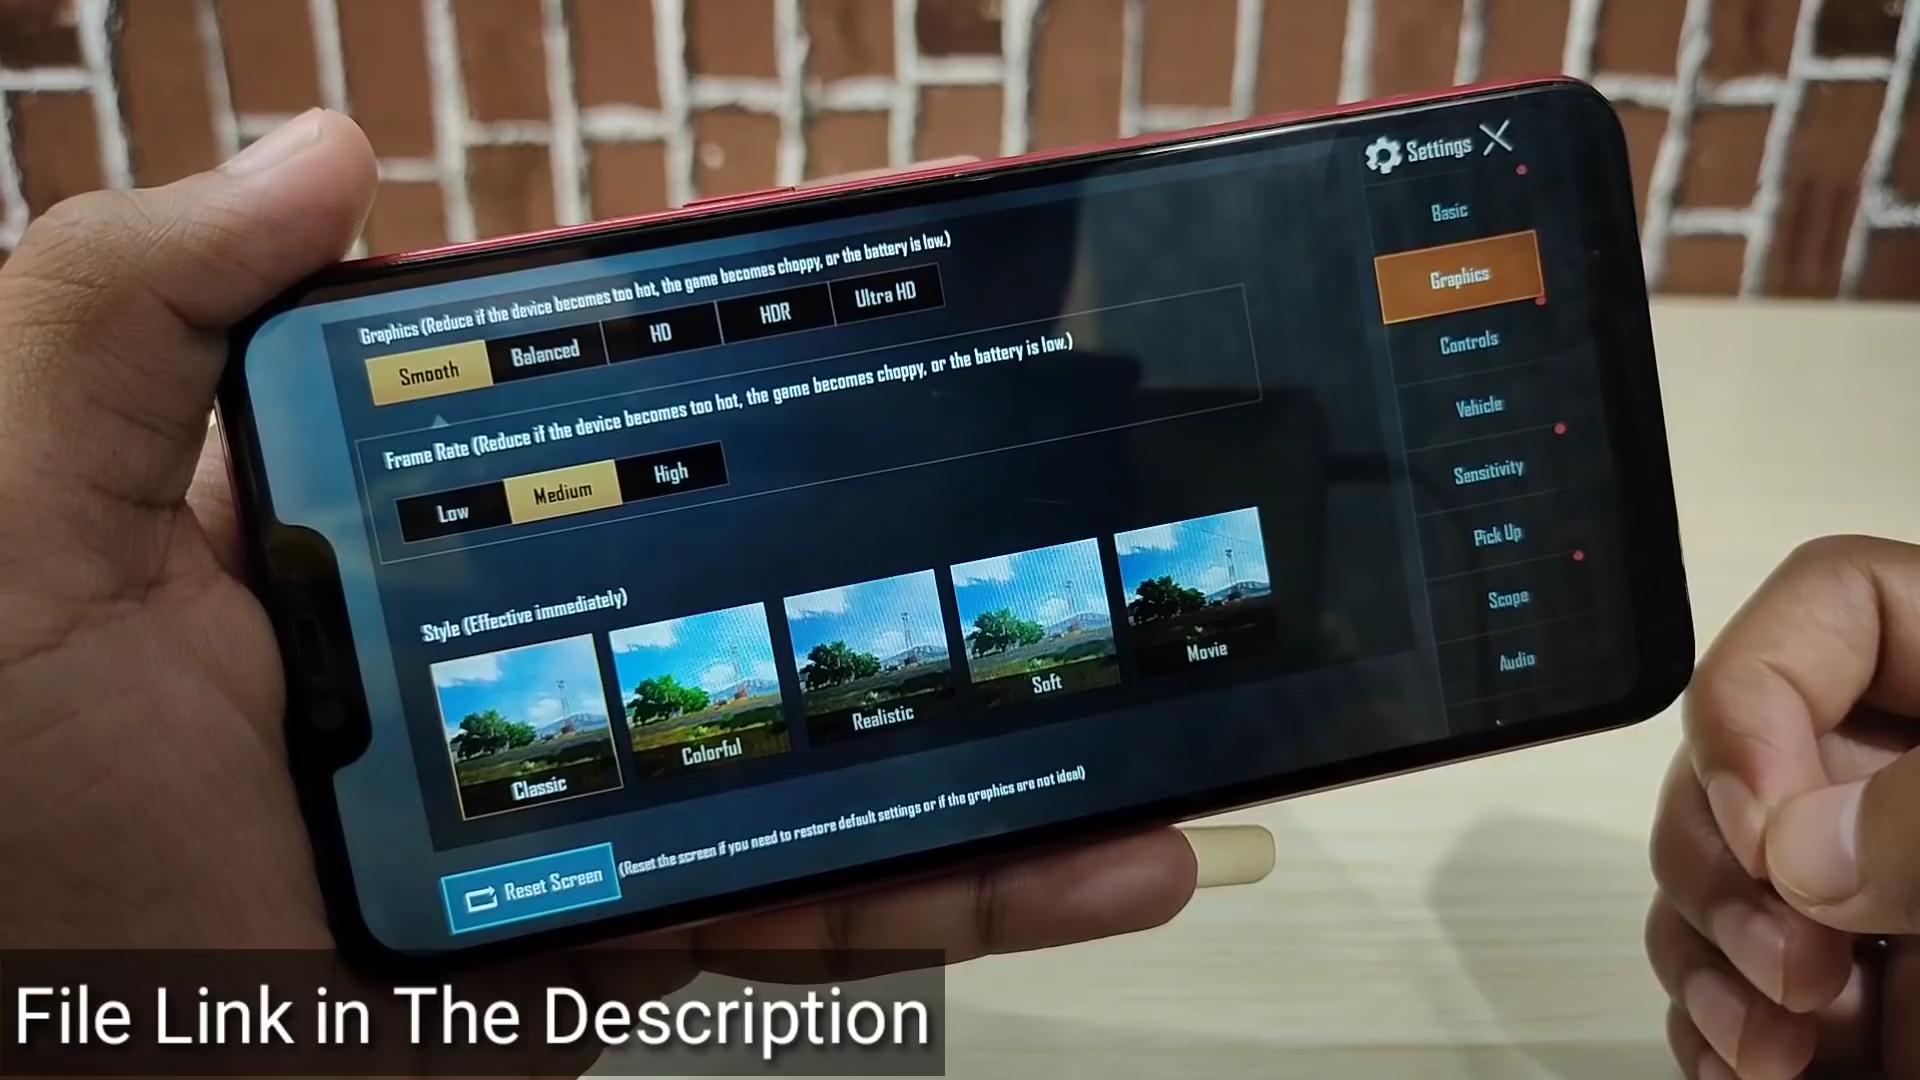 Settings
Basic
Graphics
Controls
Vehicle
Sensitivity
Pick Up
Scope
Audio
Graphics (Reduce if the device becomes too hot, the game becomes choppy, or the battery is low.)
Smooth Balanced HD HDR Ultra HD
Frame Rate (Reduce if the device becomes too hot, the game becomes choppy, or the battery is low.)
Low Medium High
Style (Effective immediately)
Classic Colorful Realistic Soft Movie
Reset Screen (Reset the screen if you need to restore default settings or if the graphics are not ideal)
File Link in The Description